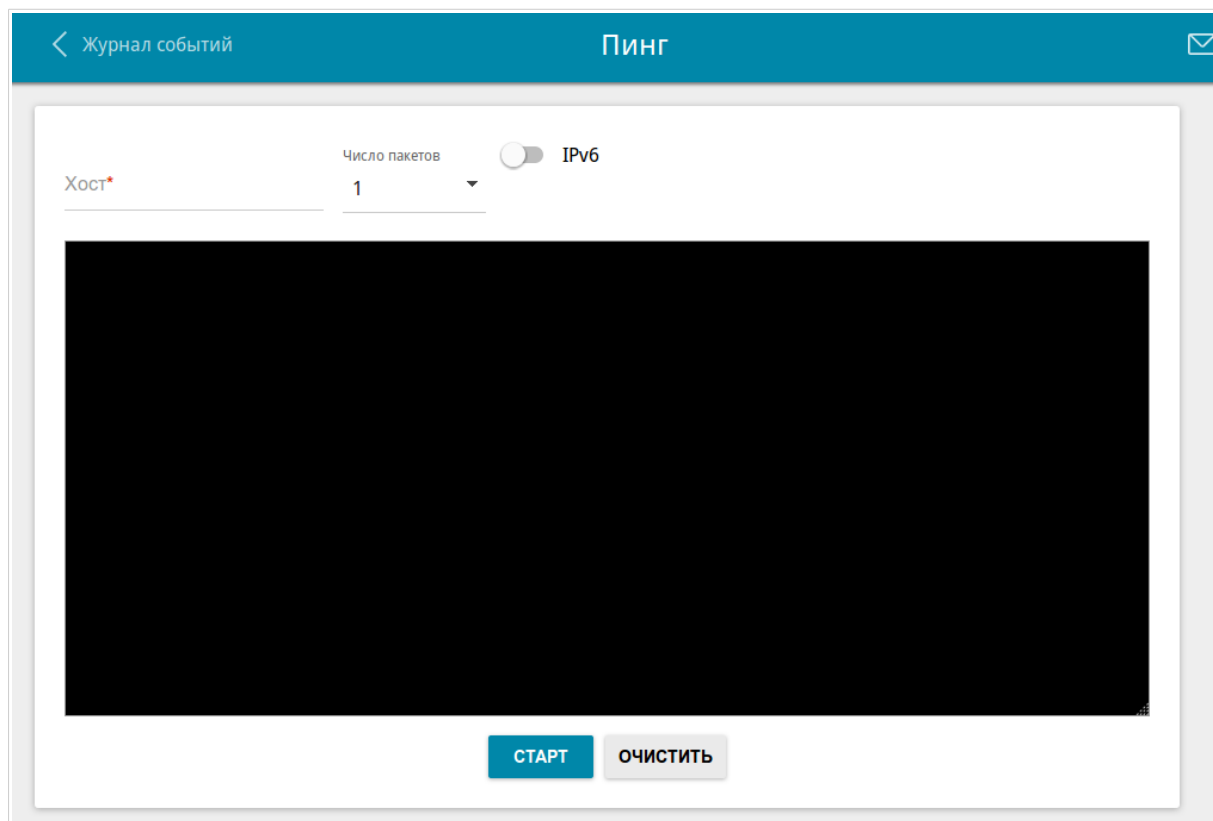 Журнал событий
Пинг
Число пакетов
IPv6
Хост*
1
СТАРТ
ОЧИСТИТЬ